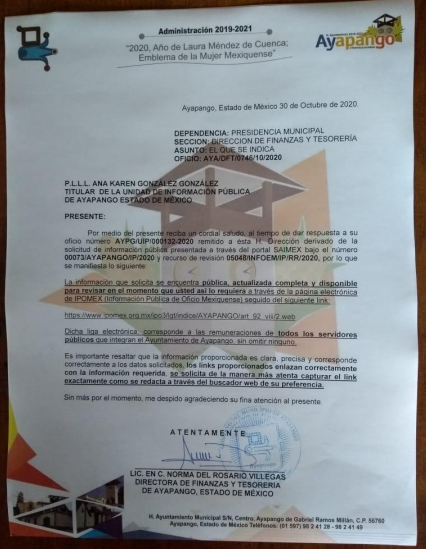 Administración 2019-2021
"2020, Año de Laura Méndez de Cuenca;
Emblema de la Mujer Mexiquense"
Ayapango
Ayapango, Estado de México 30 de Octubre de 2020.
DEPENDENCIA: PRESIDENCIA MUNICIPAL
SECCION: DIRECCION DE FINANZAS Y TESORERÍA
ASUNTO: EL QUE SE INDICA
OFICIO: AYA/DFT/0746/10/2020
P.L.L.L. ANA KAREN GONZÁLEZ GONZÁLEZ
TITULAR DE LA UNIDAD DE INFORMACIÓN PÚBLICA
DE AYAPANGO ESTADO DE MÉXICO
PRESENTE:
Por medio del presente reciba un cordial saludo, al tiempo de dar respuesta a su
oficio número AYPG/UIP/000132/2020 remitido a ésta H. Dirección derivado de la
solicitud de información pública presentada a través del portal SAIMEX bajo el número
00073/AYAPANGO/IP/2020 y recurso de revisión 05048/INFOEM/IP/RR/2020, por lo que
se manifiesta lo siguiente:
La información que solicita se encuentra pública, actualizada completa y disponible
para revisar en el momento que usted así lo requiera a través de la página electrónica
de IPOMEX (Información Pública de Oficio Mexiquense) seguido del siguiente link:
https://www.ipomex.org.mx/ipo3/lgt/indice/AYAPANGO/art_92_viii/2.web
Dicha liga electrónica, corresponde a las remuneraciones de todos los servidores
públicos que integran el Ayuntamiento de Ayapango, sin omitir ninguno.
Es importante resaltar que la información proporcionada es clara, precisa y corresponde
correctamente a los datos solicitados, los links proporcionados enlazan correctamente
con la información requerida, se solicita de la manera más atenta capturar el link
exactamente como se redacta a través del buscador web de su preferencia.
Sin más por el momento, me despido agradeciendo su fina atención al presente.
ATENTAMENTE
LIC. EN C. NORMA DEL ROSARIO VILLEGAS
DIRECTORA DE FINANZAS Y TESORERIA
DE AYAPANGO, ESTADO DE MÉXICO
H. Ayuntamiento Municipal S/N, Centro, Ayapango de Gabriel Ramos Millán, C.P. 56760
Ayapango, Estado de México Teléfonos: (01 597) 98 2 41 28 - 98 2 41 49